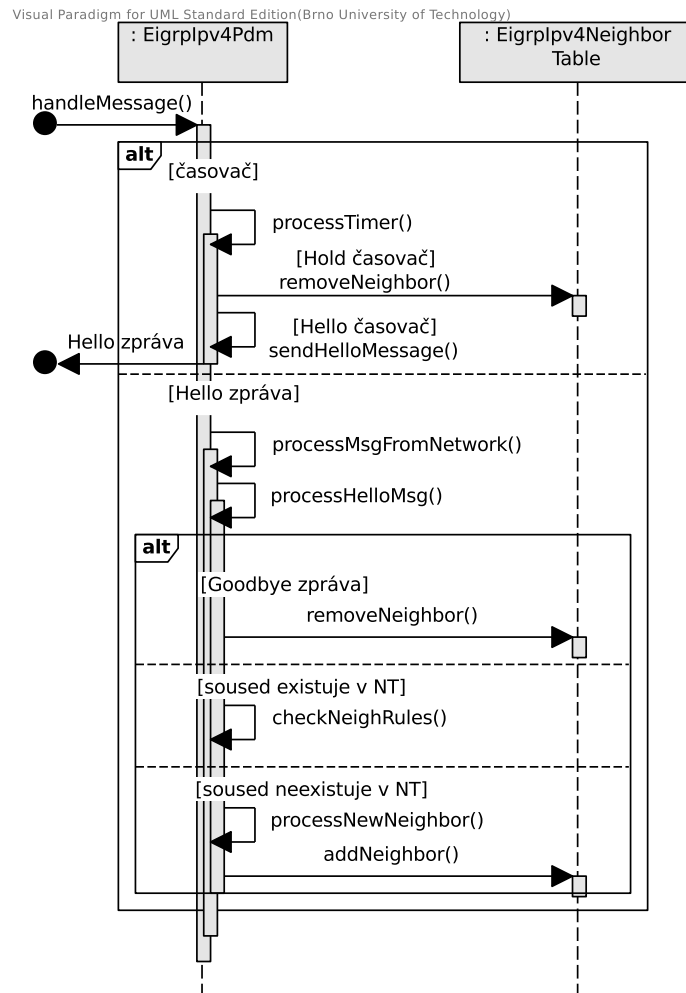 Visual Paradigm for UML Standard Edition(Brno University of Technology)
: EigrpIpv4Pdm
: EigrpIpv4Neighbor
Table
handleMessage()
alt
[časovač]
processTimer()
[Hold časovač]
removeNeighbor()
[Hello časovač]
sendHelloMessage()
Hello zpráva
[Hello zpráva]
processMsgFromNetwork()
processHelloMsg()
alt
[Goodbye zpráva]
removeNeighbor()
[soused existuje v NT]
checkNeighRules()
[soused neexistuje v NT]
processNewNeighbor()
addNeighbor()